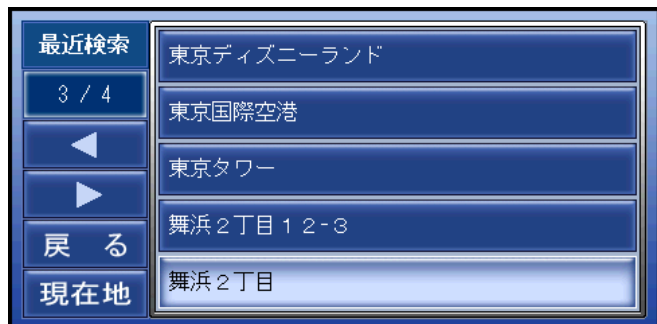 最近検索
3 / 4
◀
▶
戻　る
現在地
東京ディズニーランド
東京国際空港
東京タワー
舞浜２丁目１２-３
舞浜２丁目